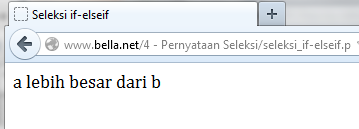 Seleksi if-elseif
www.bella.net/4 - Pernyataan Seleksi/seleksi_if-elseif.p
a lebih besar dari b